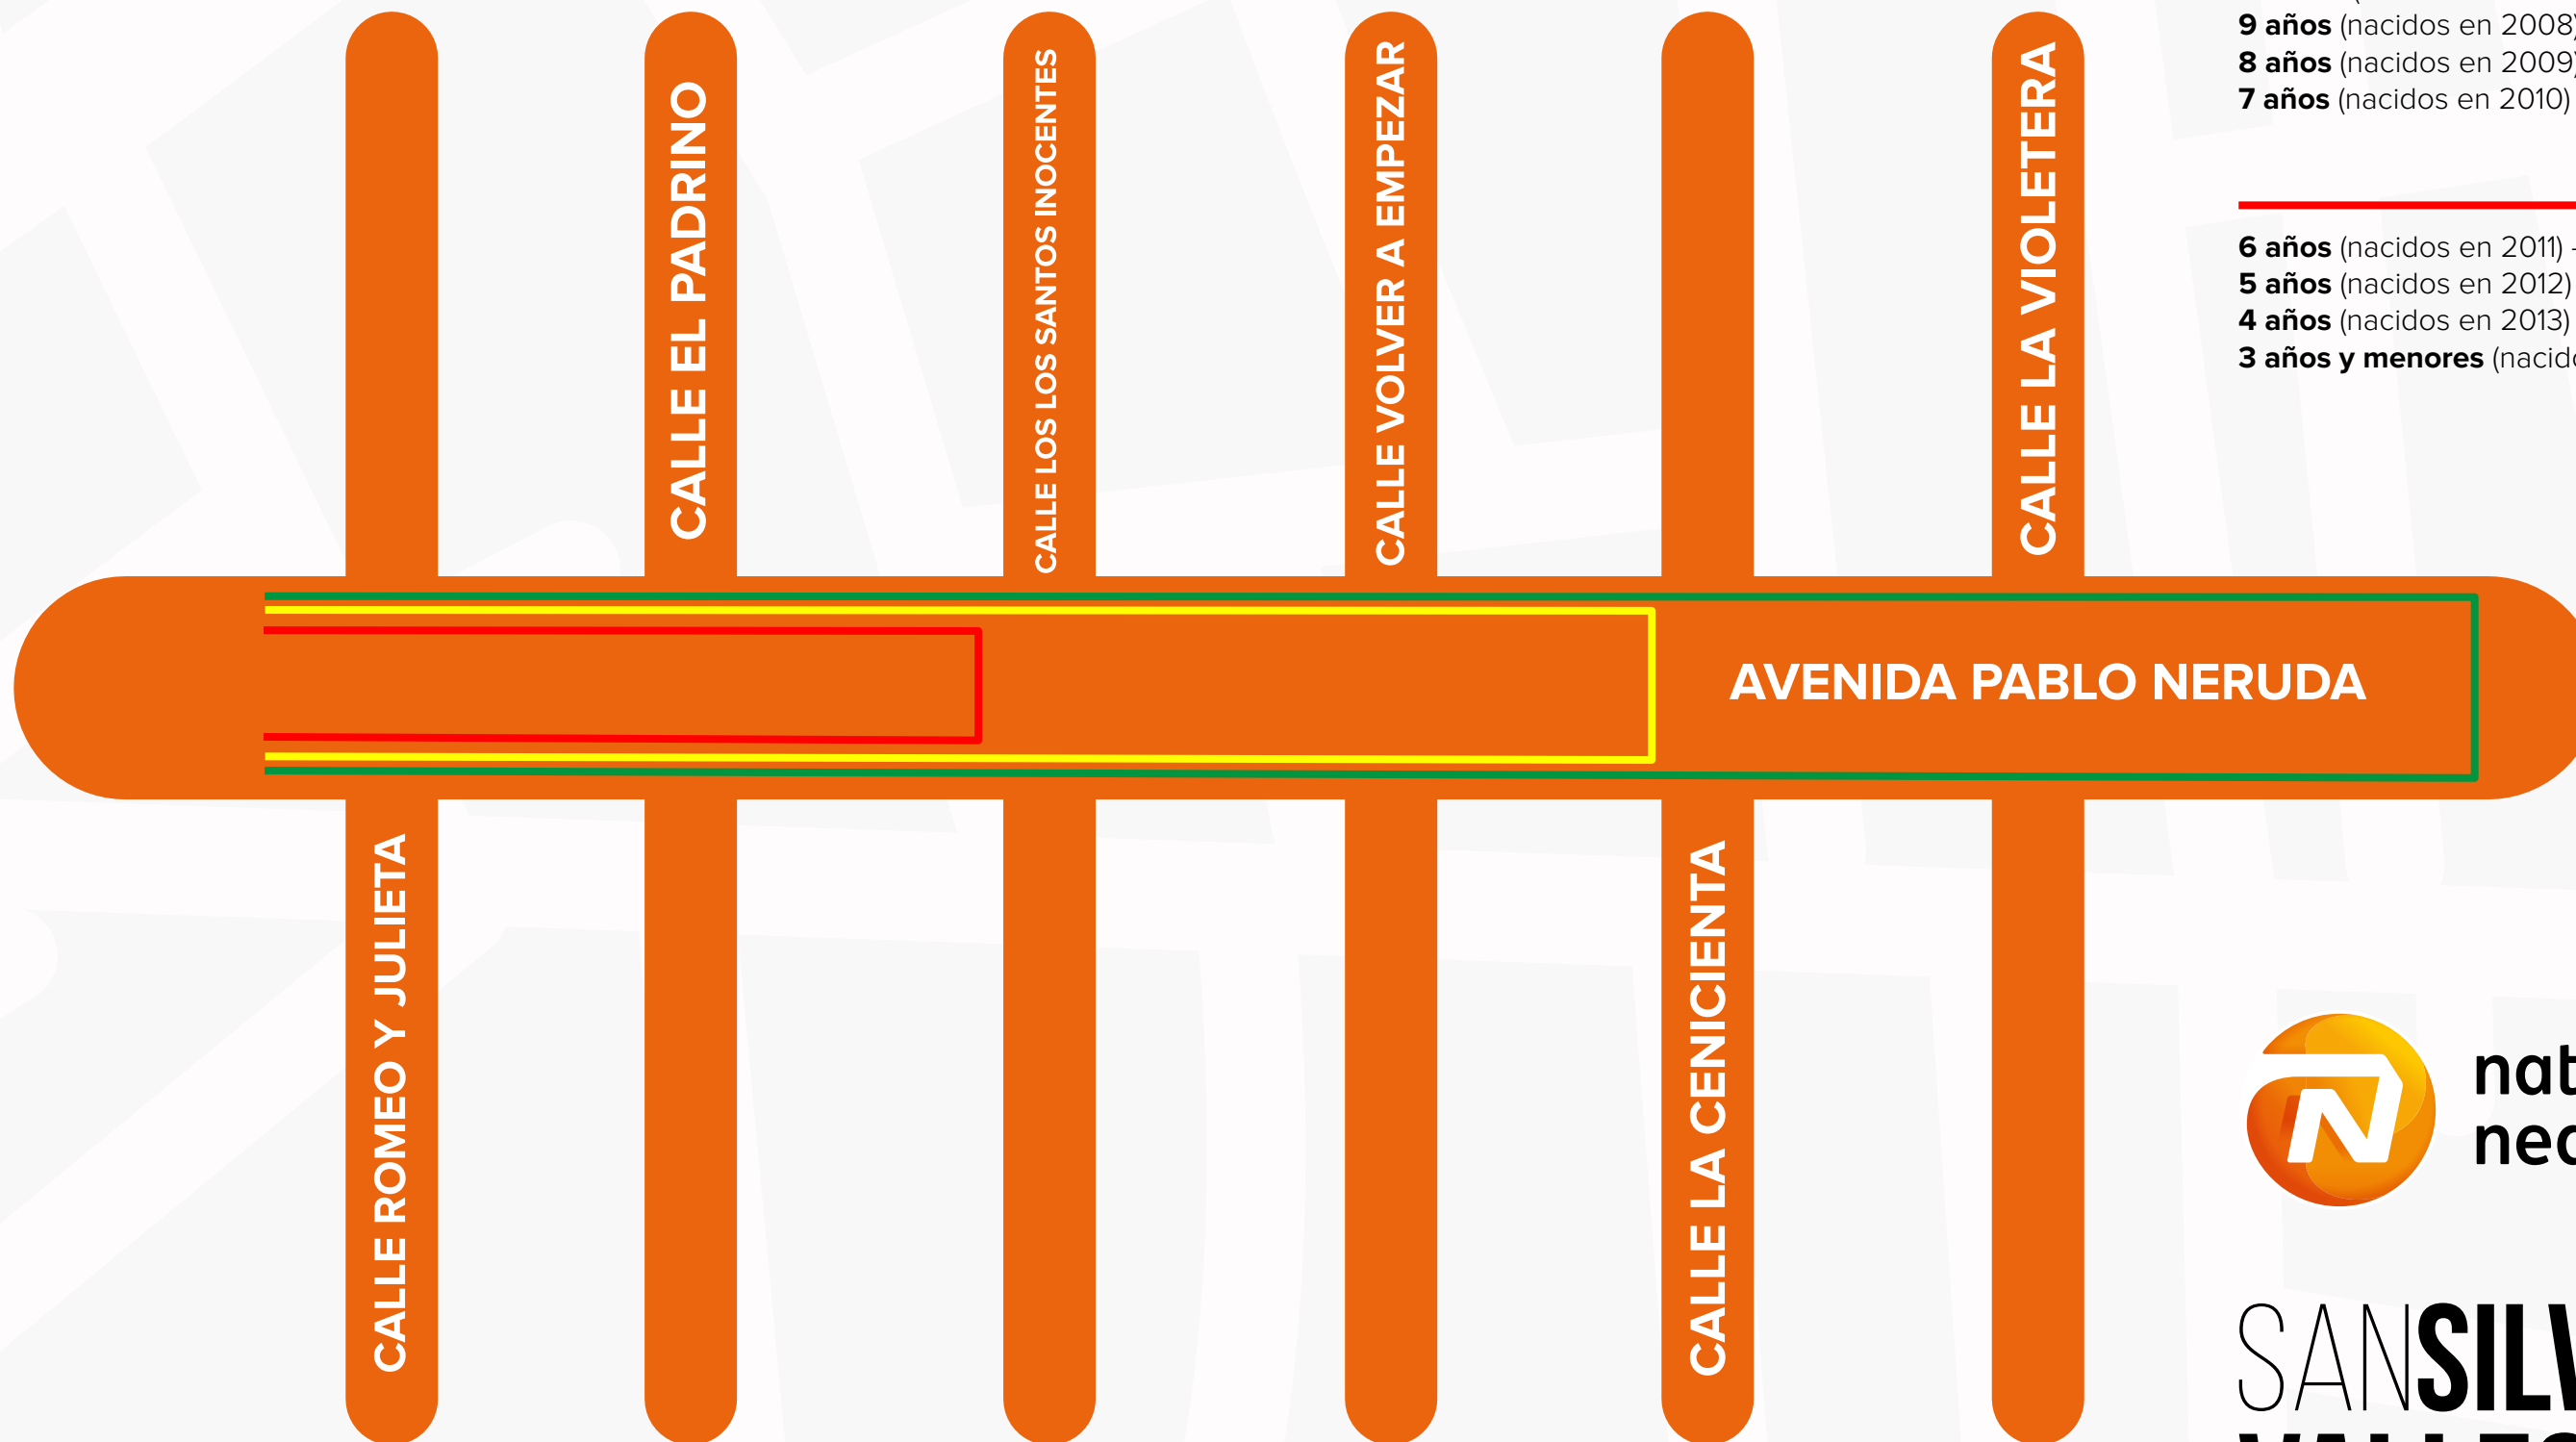 CALLE EL PADRINO
CALLE LOS LOS SANTOS INOCENTES
CALLE VOLVER A EMPEZAR
CALLE LA VIOLETERA
9 años (nacidos en 2008)
8 años (nacidos en 2009)
7 años (nacidos en 2010)
6 años (nacidos en 2011) -
5 años (nacidos en 2012)
4 años (nacidos en 2013)
3 años y menores
AVENIDA PABLO NERUDA
CALLE ROMEO Y JULIETA
CALLE LA CENICIENTA
SAN